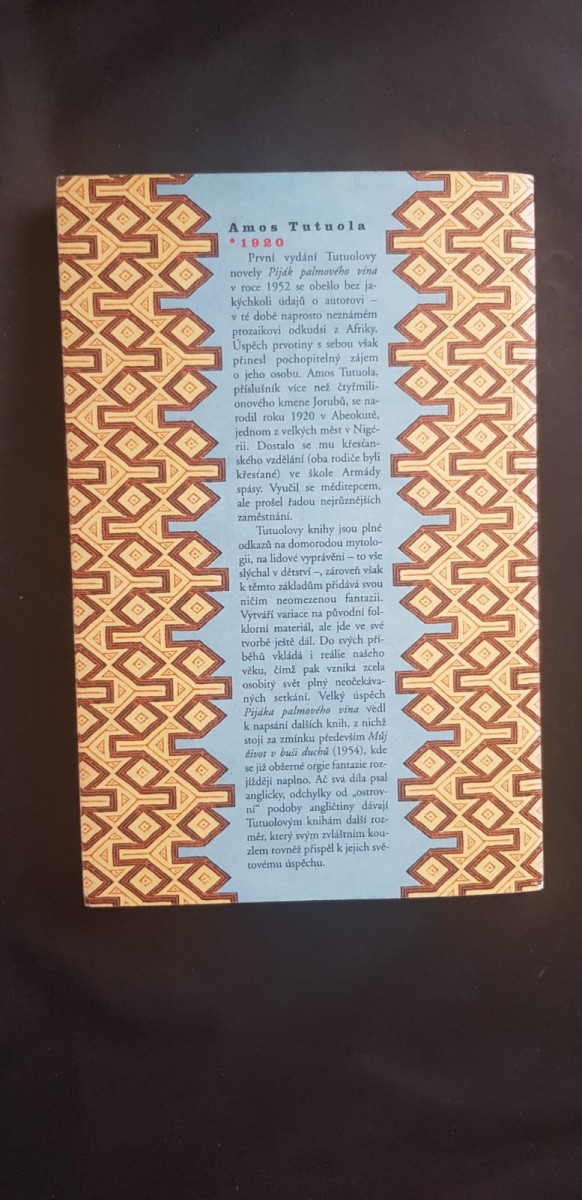 Amos Tutuola
*1920
První vydání Tutuolovy
novely Piják palmového vína
v roce 1952 se obešlo bez ja-
kýchkoli údajů o autorovi –
v té době naprosto neznámém
prozaikovi odkudsi z Afriky.
Úspěch prvotiny s sebou však
přinesl pochopitelný zájem
o jeho osobu. Amos Tutuola,
příslušník více než čtyřmili-
onového kmene Jorubů, se na-
rodil roku 1920 v Abeokutě,
jednom z velkých měst v Nigé-
rii. Dostalo se mu křesťan-
ského vzdělání (oba rodiče byli
křesťané) ve škole Armády
spásy. Vyučil se měditepcem,
ale prošel řadou nejrůznějších
zaměstnání.
Tutuolovy knihy jsou plné
odkazů na domorodou mytolo-
gii, na lidové vyprávění – to vše
slýchal v dětství –, zároveň však
k těmto základům přidává svou
ničím neomezenou fantazii.
Vytváří variace na původní fol-
klorní materiál, ale jde ve své
tvorbě ještě dál. Do svých pří-
běhů vkládá i reálie našeho
věku, čímž pak vzniká zcela
osobitý svět plný neočekáva-
ných setkání. Velký úspěch
Pijáka palmového vína vedl
k napsání dalších knih, z nichž
stojí za zmínku především Můj
život v buši duchů (1954), kde
se již obžerné orgie fantazie roz-
jíždějí naplno. Ač svá díla psal
anglicky, odchylky od „ostrov-
ní“ podoby angličtiny dávají
Tutuolovým knihám další roz-
měr, který svým zvláštním kou-
zlem rovněž přispěl k jejich svě-
tovému úspěchu.